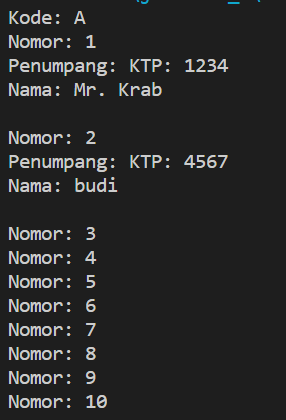 Kode: A
Nomor: 1
Penumpang: KTP: 1234
Nama: Mr. Krab
Nomor: 2
Penumpang: KTP: 4567
Nama: budi
Nomor: 3
Nomor: 4
Nomor: 5
Nomor: 6
Nomor: 7
Nomor: 8
Nomor: 9
Nomor: 10